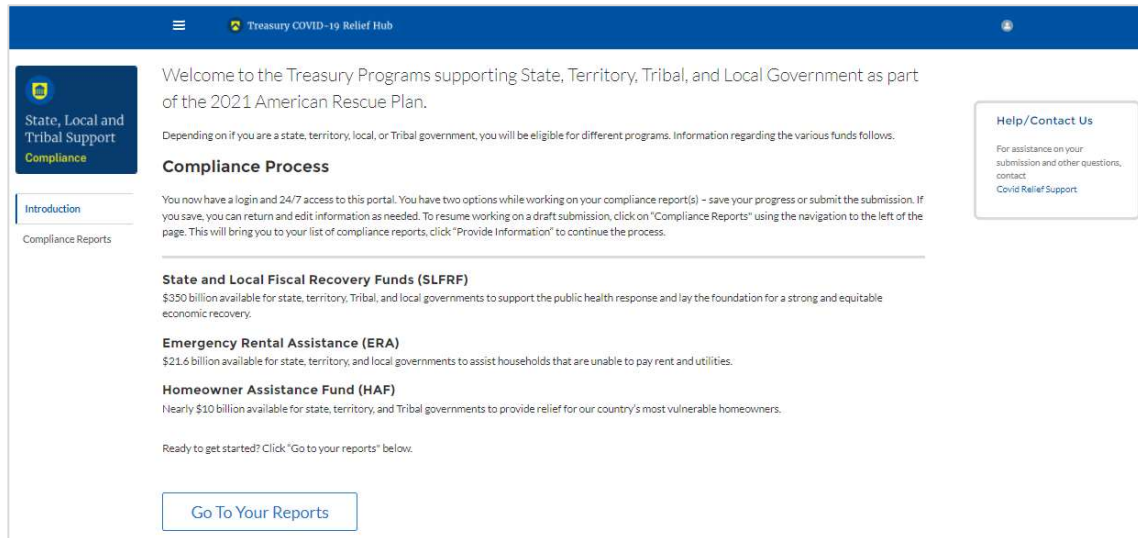 Treasury COVID-19 Relief Hub
State, Local and
Tribal Support
Compliance
Introduction
Compliance Reports
Welcome to the Treasury Programs supporting State, Territory, Tribal, and Local Government as part
of the 2021 American Rescue Plan.
Depending on if you are a state, territory, local, or Tribal government, you will be eligible for different programs. Information regarding the various funds follows.
Compliance Process
You now have a login and 24/7 access to this portal. You have two options while working on your compliance report(s) – save your progress or submit the submission. If
you save, you can return and edit information as needed. To resume working on a draft submission, click on "Compliance Reports" using the navigation to the left of the
page. This will bring you to your list of compliance reports, click "Provide Information" to continue the process.
State and Local Fiscal Recovery Funds (SLFRF)
$350 billion available for state, territory, Tribal, and local governments to support the public health response and lay the foundation for a strong and equitable
economic recovery.
Emergency Rental Assistance (ERA)
$21.6 billion available for state, territory, and local governments to assist households that are unable to pay rent and utilities.
Homeowner Assistance Fund (HAF)
Nearly $10 billion available for state, territory, and Tribal governments to provide relief for our country's most vulnerable homeowners.
Ready to get started? Click "Go to your reports" below.
Go To Your Reports
Help/Contact Us
For assistance on your
submission and other questions,
contact
Covid Relief Support